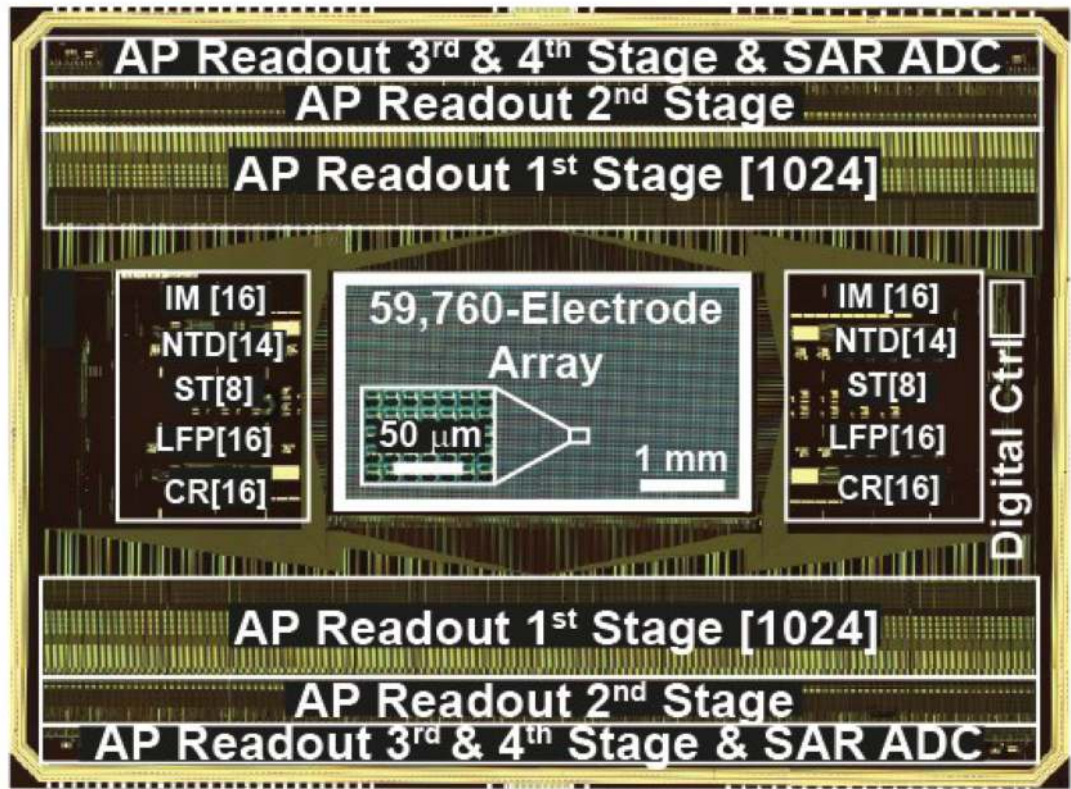 AP Readout 3rd & 4th Stage & SAR ADC
AP Readout 2nd Stage
AP Readout 1st Stage [1024]
IM [16]
NTD[14]
ST[8]
LFP[16]
CR[16]
59,760-Electrode
Array
50 μm
1 mm
IM [16]
NTD[14]
ST[8]
LFP[16]
CR[16]
Digital Ctrl
AP Readout 1st Stage [1024]
AP Readout 2nd Stage
AP Readout 3rd & 4th Stage & SAR ADC